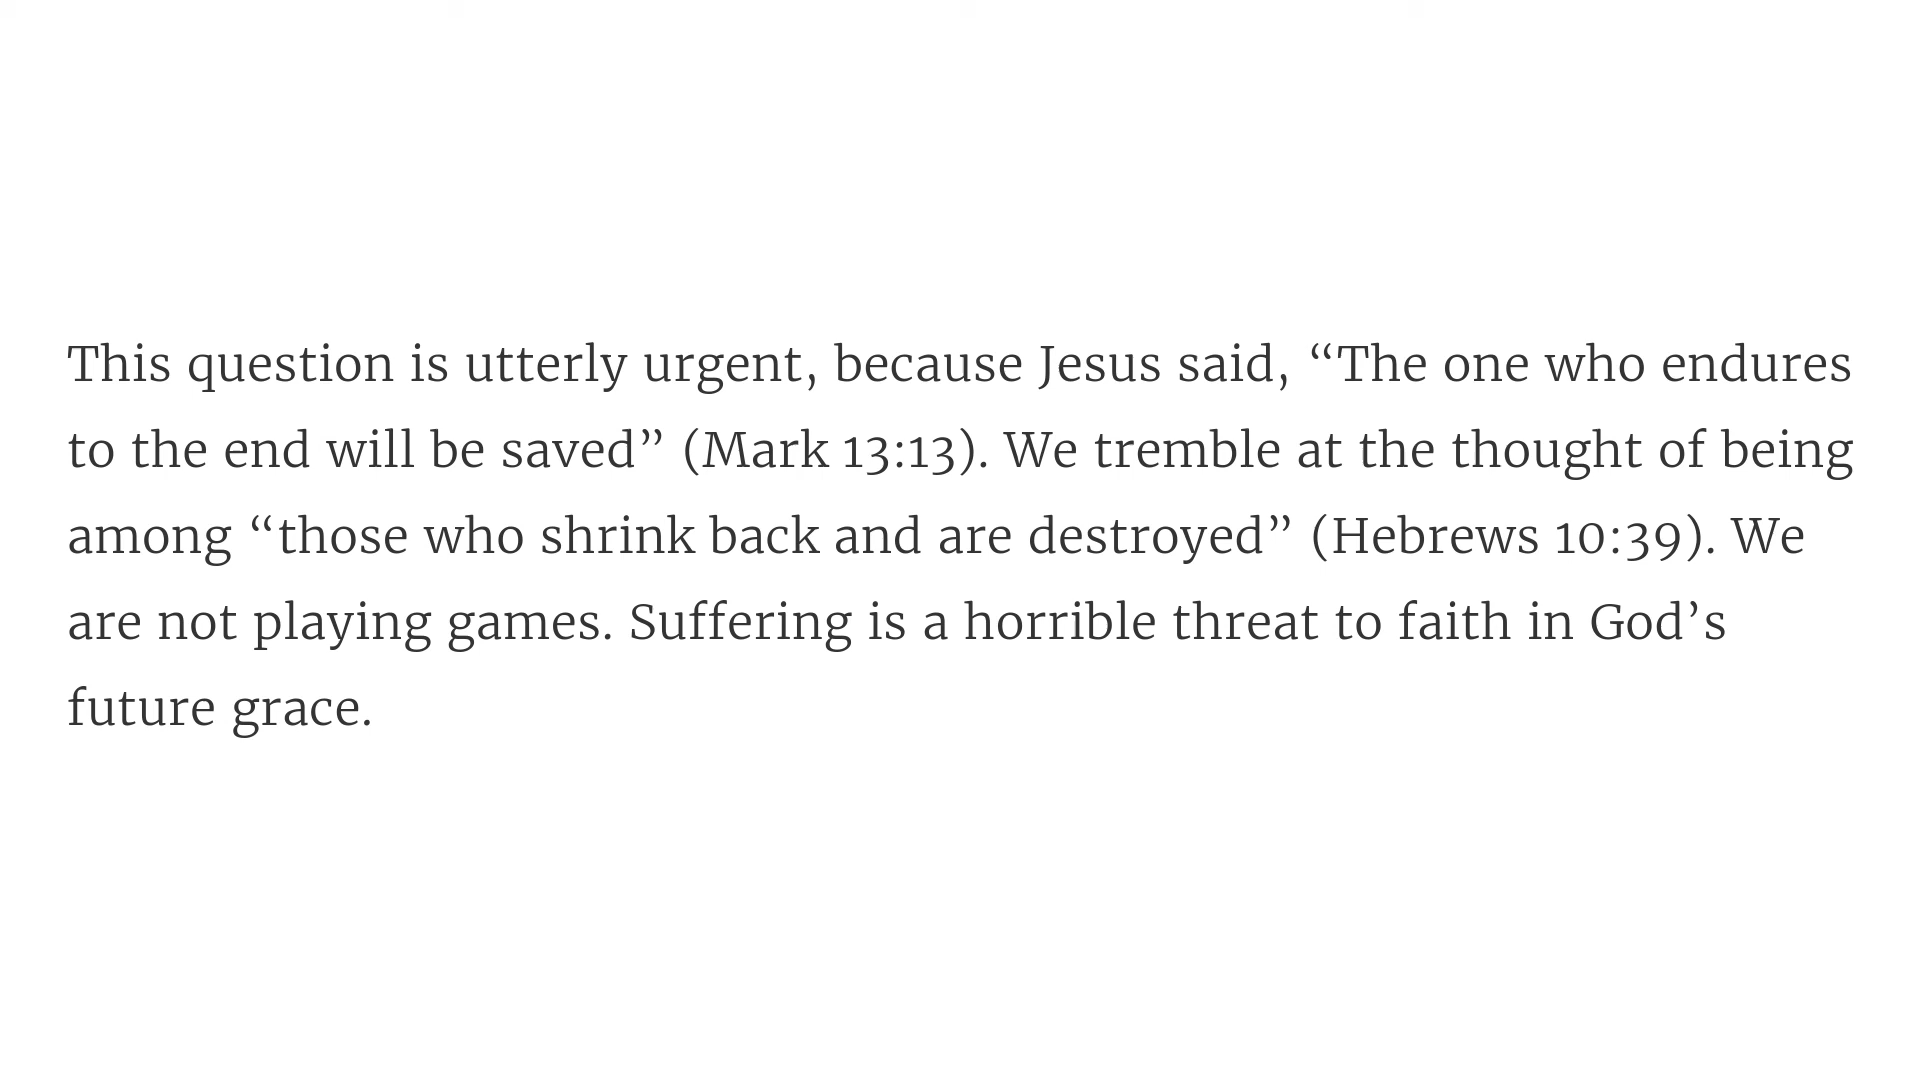 This question is utterly urgent, because Jesus said, “The one who endures
to the end will be saved” (Mark 13:13). We tremble at the thought of being
among “those who shrink back and are destroyed” (Hebrews 10:39). We
are not playing games. Suffering is a horrible threat to faith in God’s
future grace.